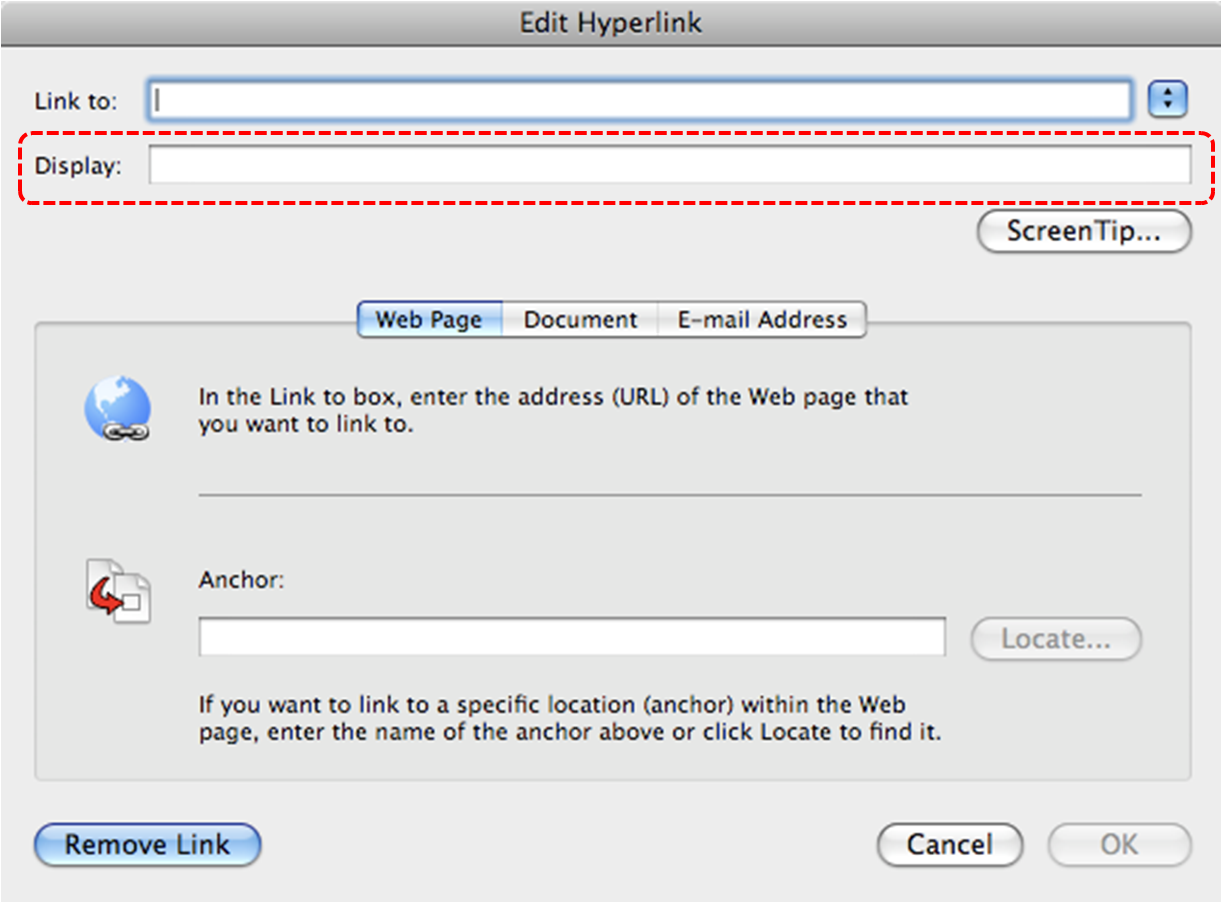 Edit Hyperlink
Link to:
Display:
ScreenTip...
Web Page Document E-mail Address
In the Link to box, enter the address (URL) of the Web page that
you want to link to.
Anchor:
Locate...
If you want to link to a specific location (anchor) within the Web
page, enter the name of the anchor above or click Locate to find it.
Remove Link Cancel OK